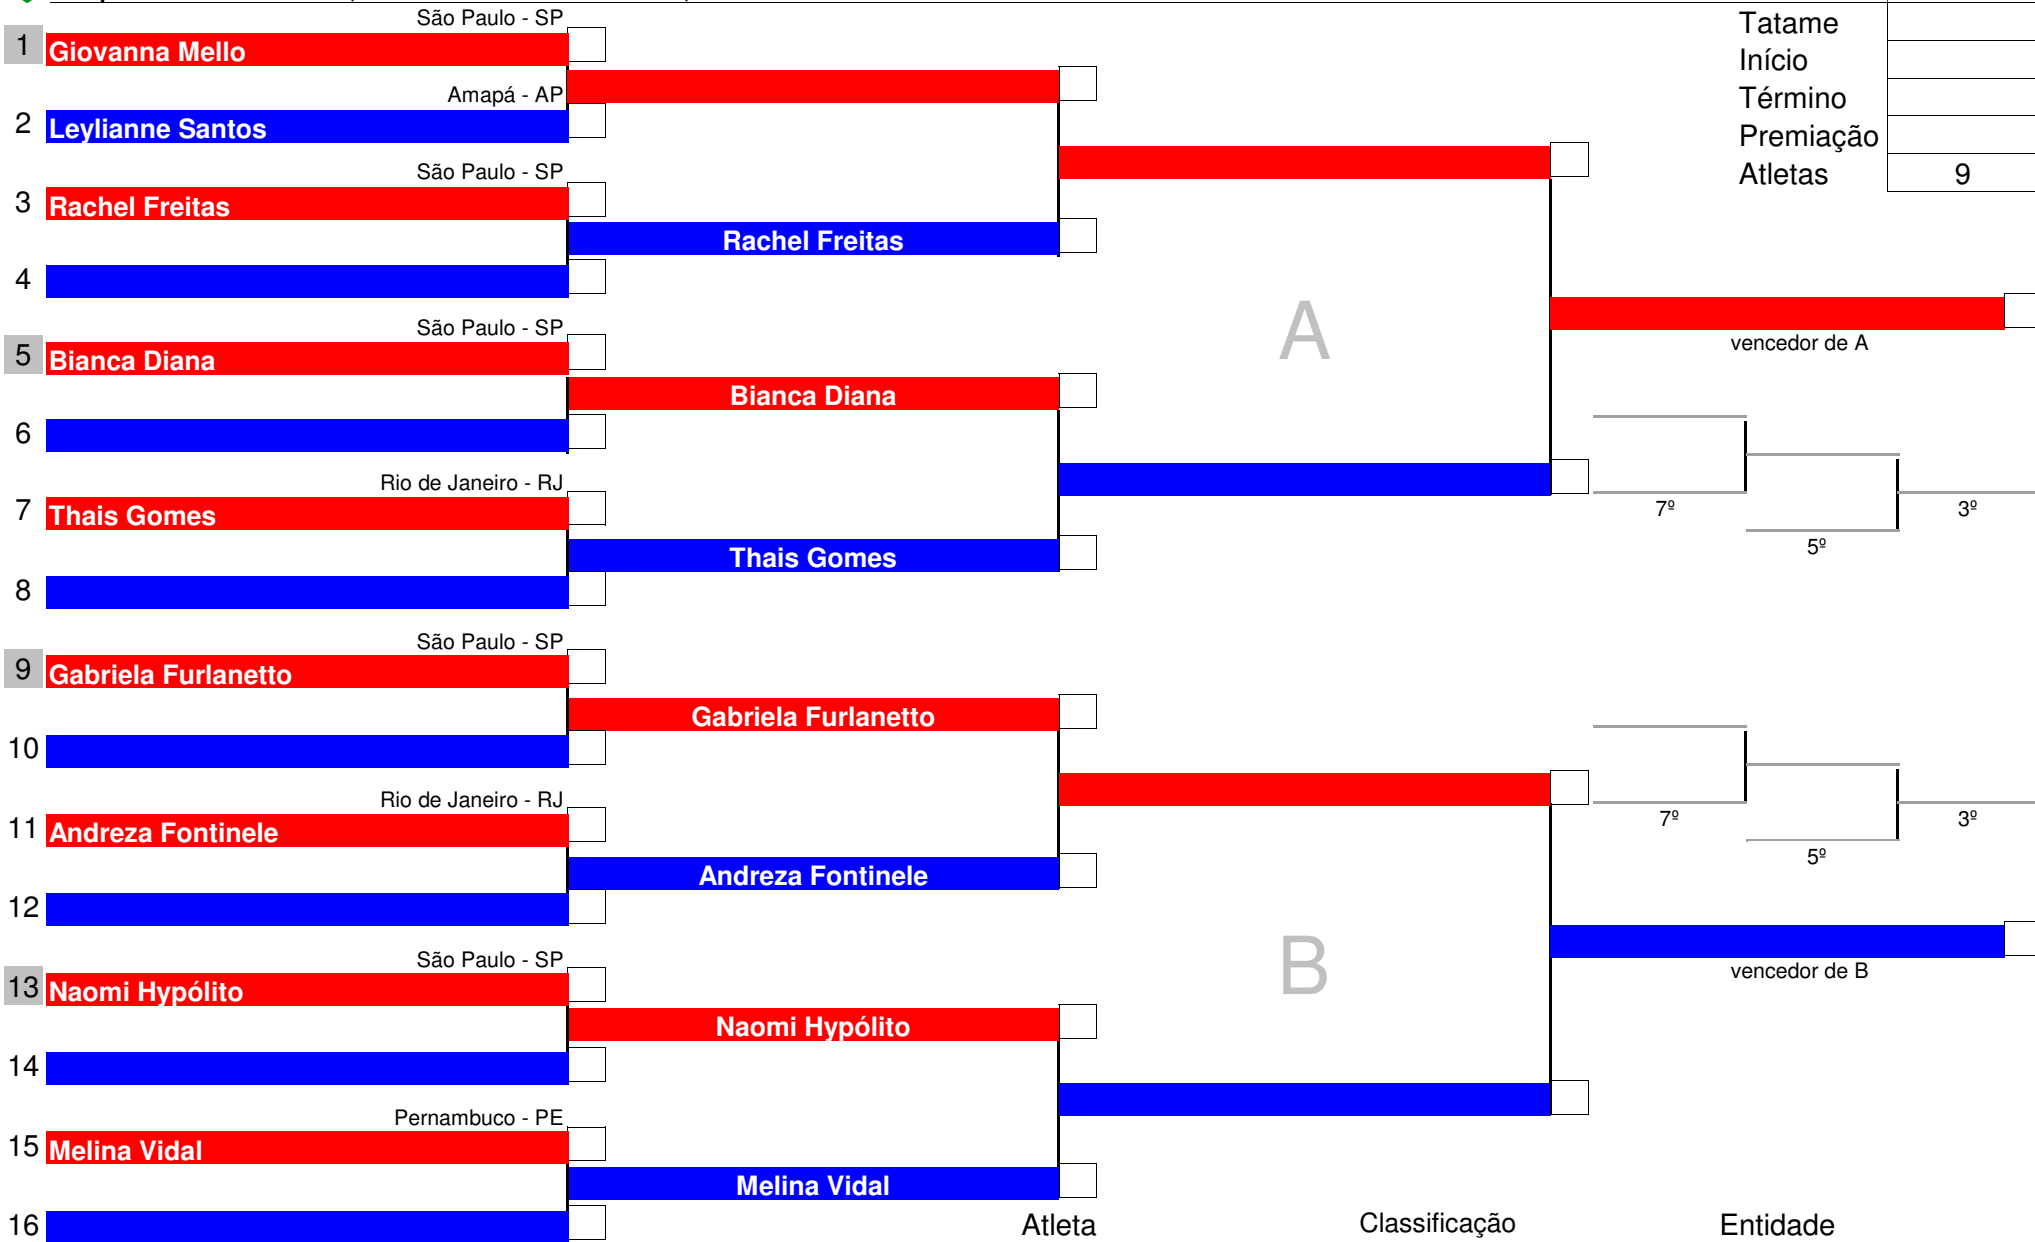 São Paulo - SP
1 Giovanna Mello
Amapá - AP
2 Leylianne Santos
São Paulo - SP
3 Rachel Freitas
Rachel Freitas
4
São Paulo - SP
5 Bianca Diana
Bianca Diana
6
Rio de Janeiro - RJ
7 Thais Gomes
Thais Gomes
8
São Paulo - SP
9 Gabriela Furlanetto
Gabriela Furlanetto
10
Rio de Janeiro - RJ
11 Andreza Fontinele
Andreza Fontinele
12
São Paulo - SP
13 Naomi Hypólito
Naomi Hypólito
14
Pernambuco - PE
15 Melina Vidal
Melina Vidal
16
A
B
Tatame
Início
Término
Premiação
Atletas 9
vencedor de A
7º
3º
5º
7º
3º
5º
vencedor de B
Atleta Classificação Entidade